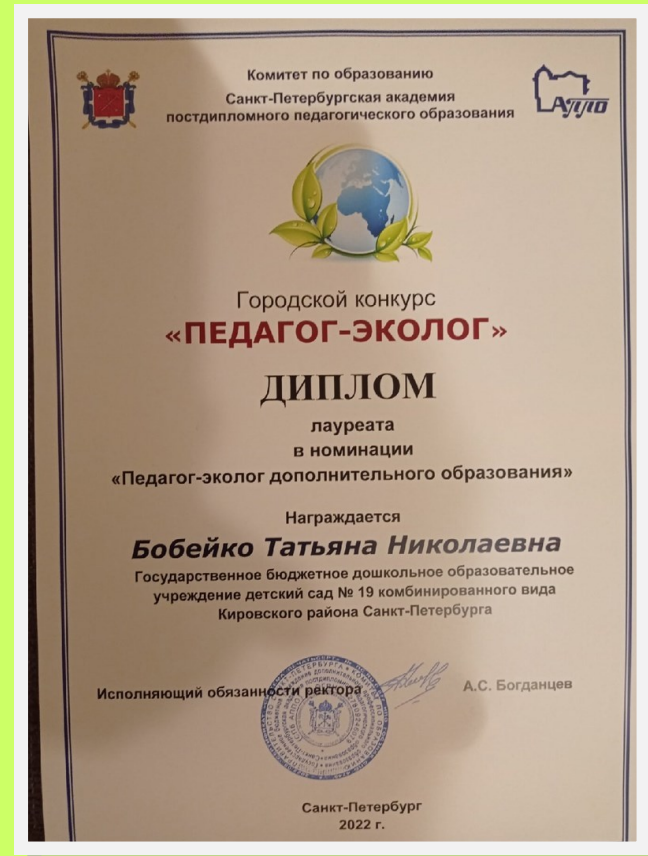 Комитет по образованию
Санкт-Петербургская академия
постдипломного педагогического образования
АППО
Городской конкурс
«ПЕДАГОГ-ЭКОЛОГ»
ДИПЛОМ
лауреата
в номинации
«Педагог-эколог дополнительного образования»
Награждается
Бобейко Татьяна Николаевна
Государственное бюджетное дошкольное образовательное
учреждение детский сад № 19 комбинированного вида
Кировского района Санкт-Петербурга
Исполняющий обязанности ректора
А.С. Богданцев
Санкт-Петербург
2022 г.